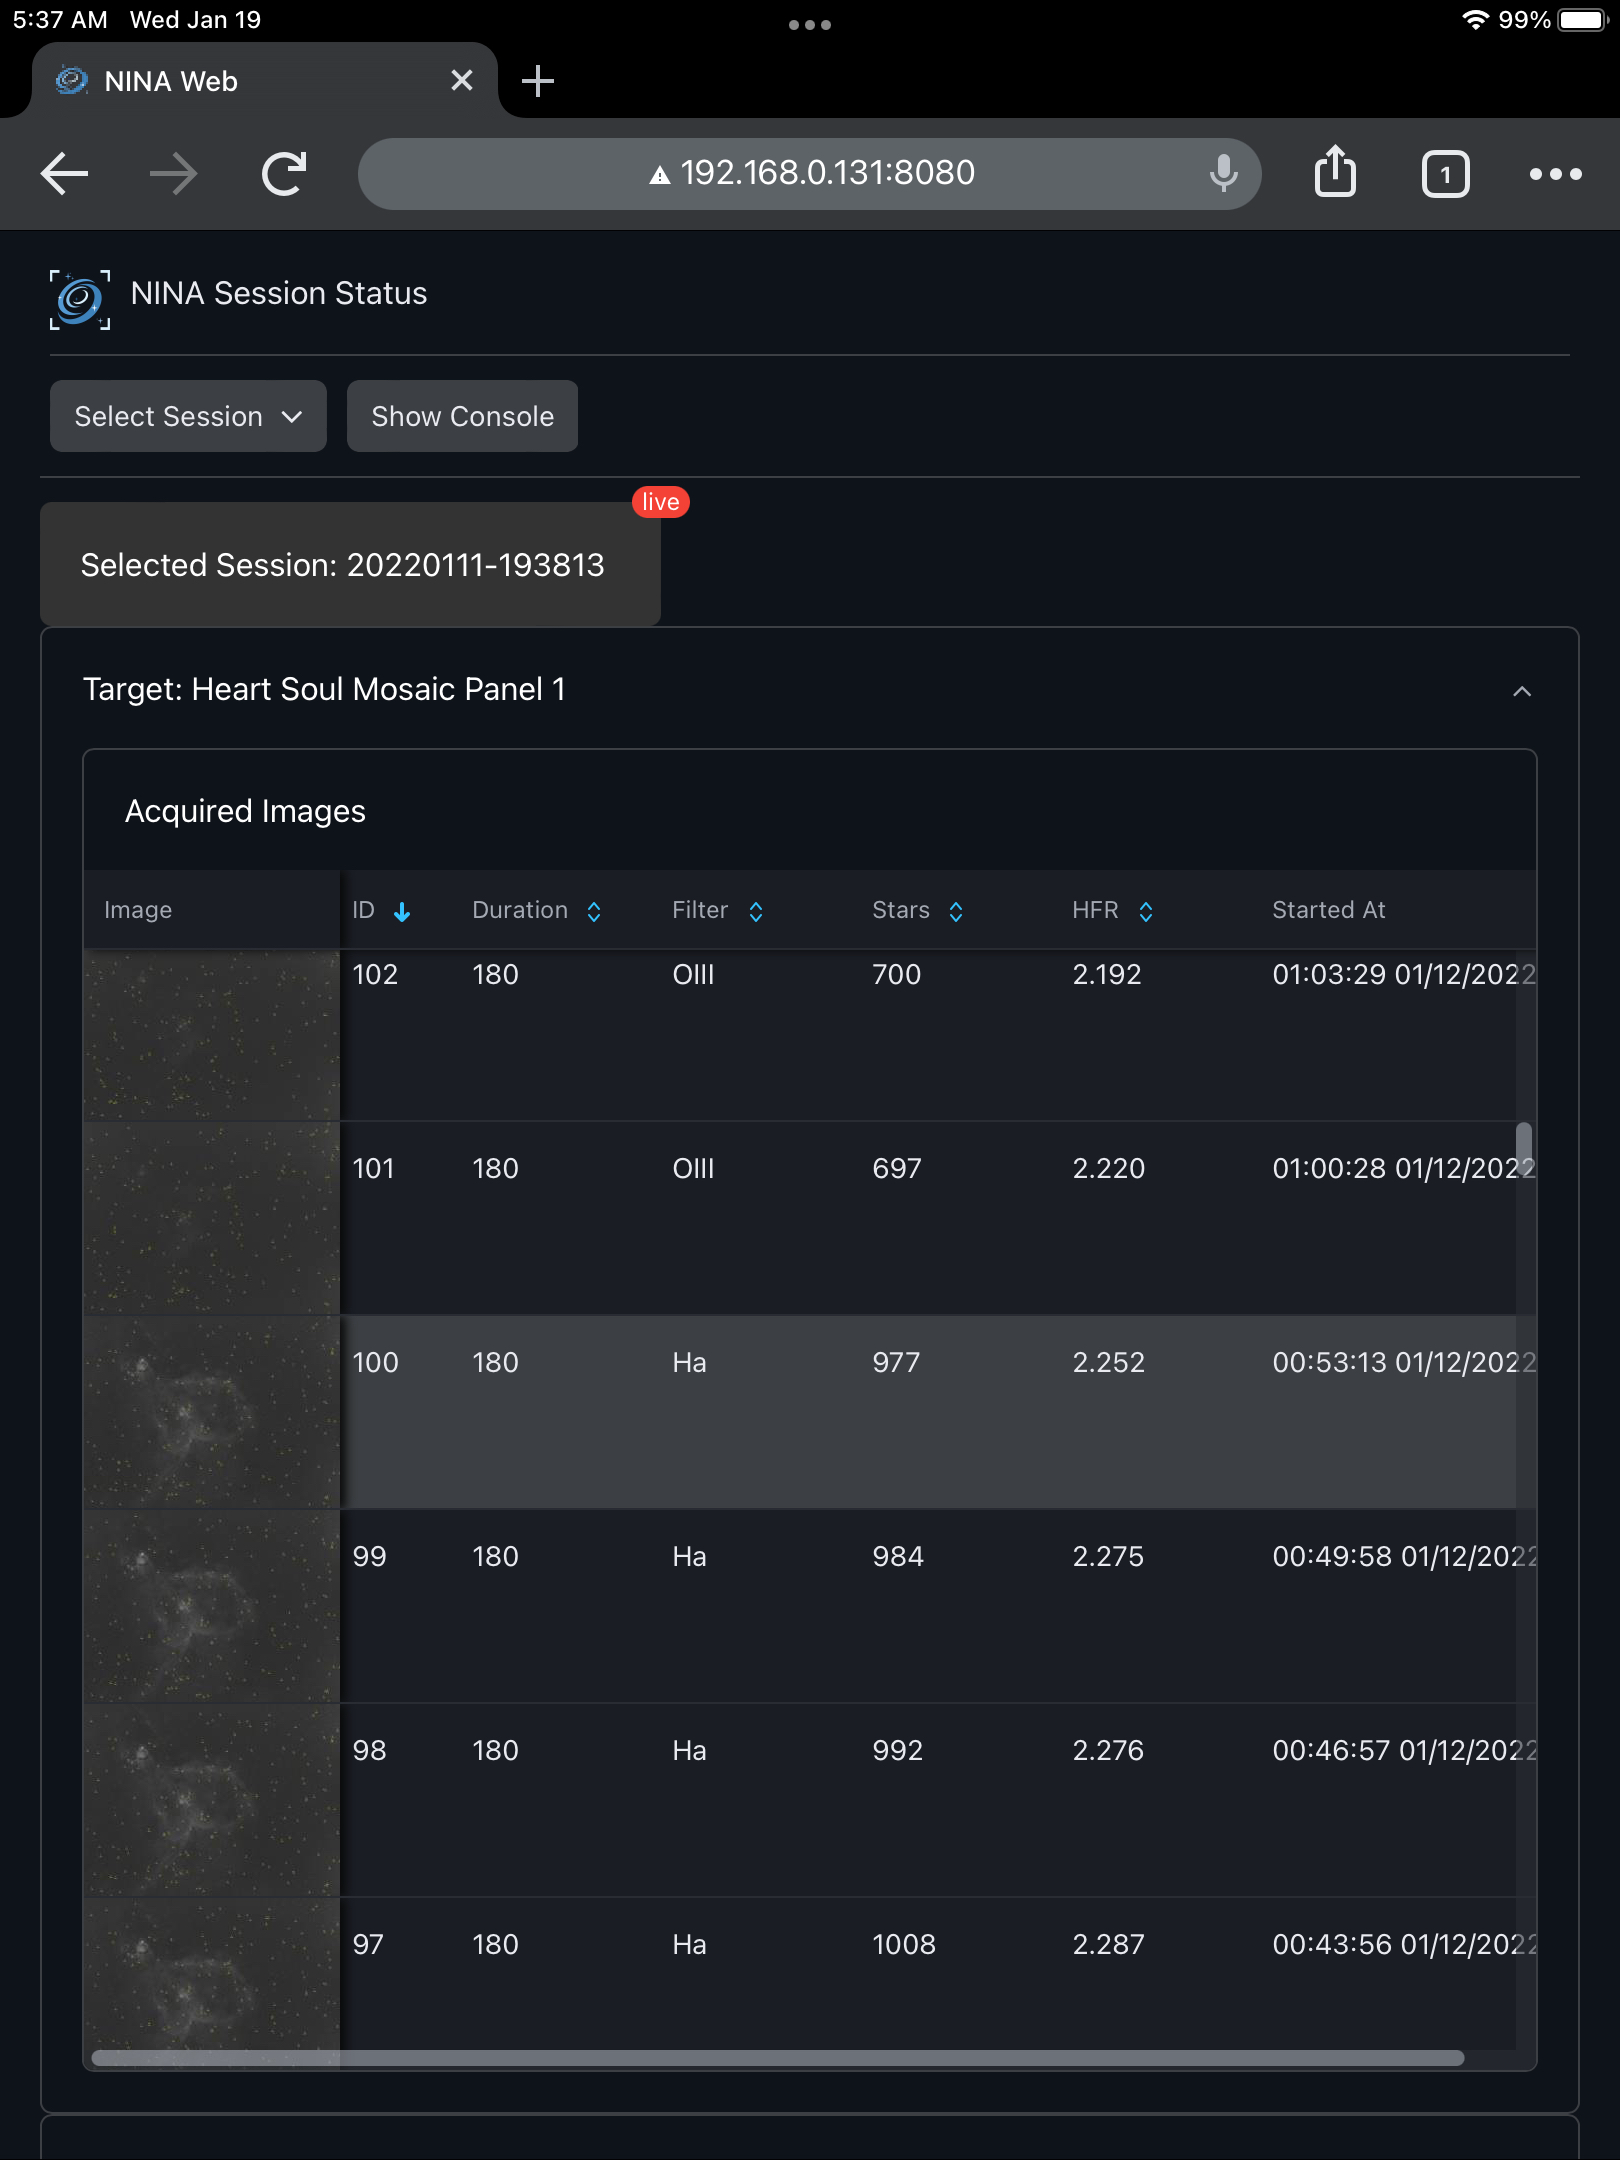 5:37 AM Wed Jan 19 99%
NINA Web
192.168.0.131:8080 1
NINA Session Status
Select Session Show Console
live
Selected Session: 20220111-193813
Target: Heart Soul Mosaic Panel 1
Acquired Images
Image ID Duration Filter Stars HFR Started At
102 180 OIII 700 2.192 01:03:29 01/12/2022
101 180 OIII 697 2.220 01:00:28 01/12/2022
100 180 Ha 977 2.252 00:53:13 01/12/2022
99 180 Ha 984 2.275 00:49:58 01/12/2022
98 180 Ha 992 2.276 00:46:57 01/12/2022
97 180 Ha 1008 2.287 00:43:56 01/12/2022